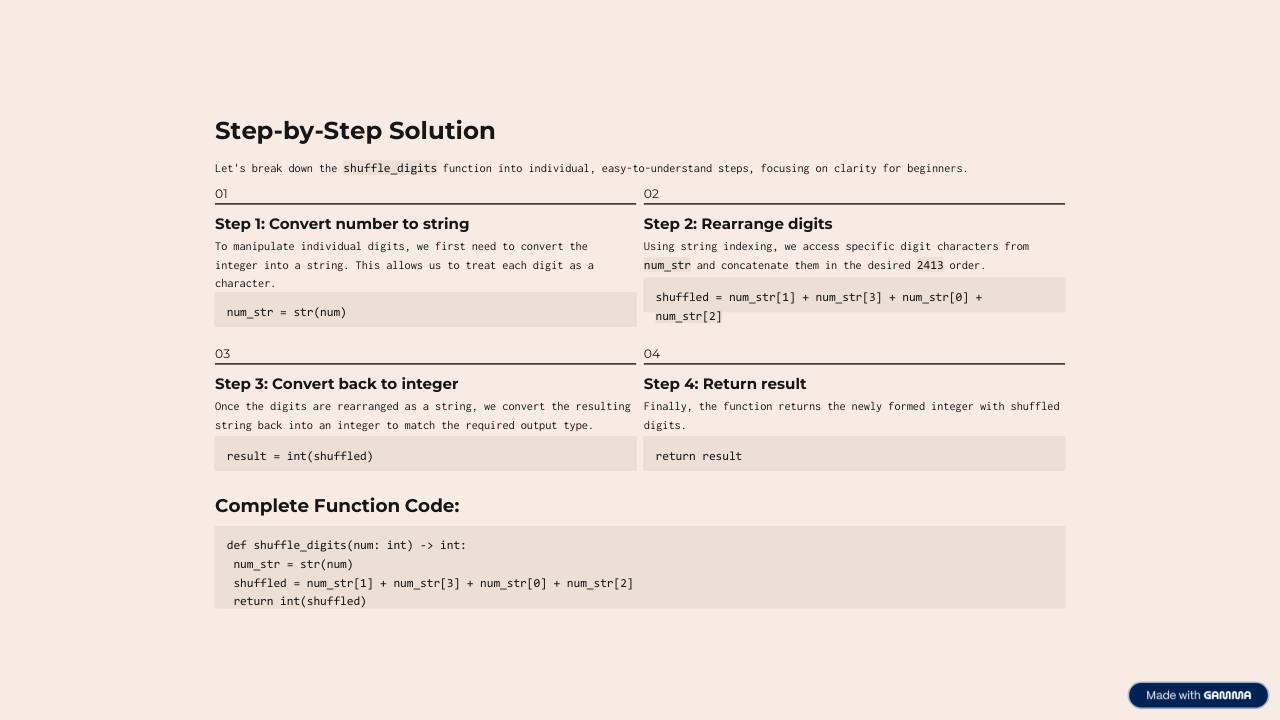 Step-by-Step Solution
Let's break down the shuffle_digits function into individual, easy-to-understand steps, focusing on clarity for beginners.
01
Step 1: Convert number to string
To manipulate individual digits, we first need to convert the
integer into a string. This allows us to treat each digit as a
character.
num_str = str(num)
02
Step 2: Rearrange digits
Using string indexing, we access specific digit characters from
num_str and concatenate them in the desired 2413 order.
shuffled = num_str[1] + num_str[3] + num_str[0] +
num_str[2]
03
Step 3: Convert back to integer
Once the digits are rearranged as a string, we convert the resulting
string back into an integer to match the required output type.
result = int(shuffled)
04
Step 4: Return result
Finally, the function returns the newly formed integer with shuffled
digits.
return result
Complete Function Code:
def shuffle_digits(num: int) -> int:
 num_str = str(num)
 shuffled = num_str[1] + num_str[3] + num_str[0] + num_str[2]
 return int(shuffled)
Made with GAMMA